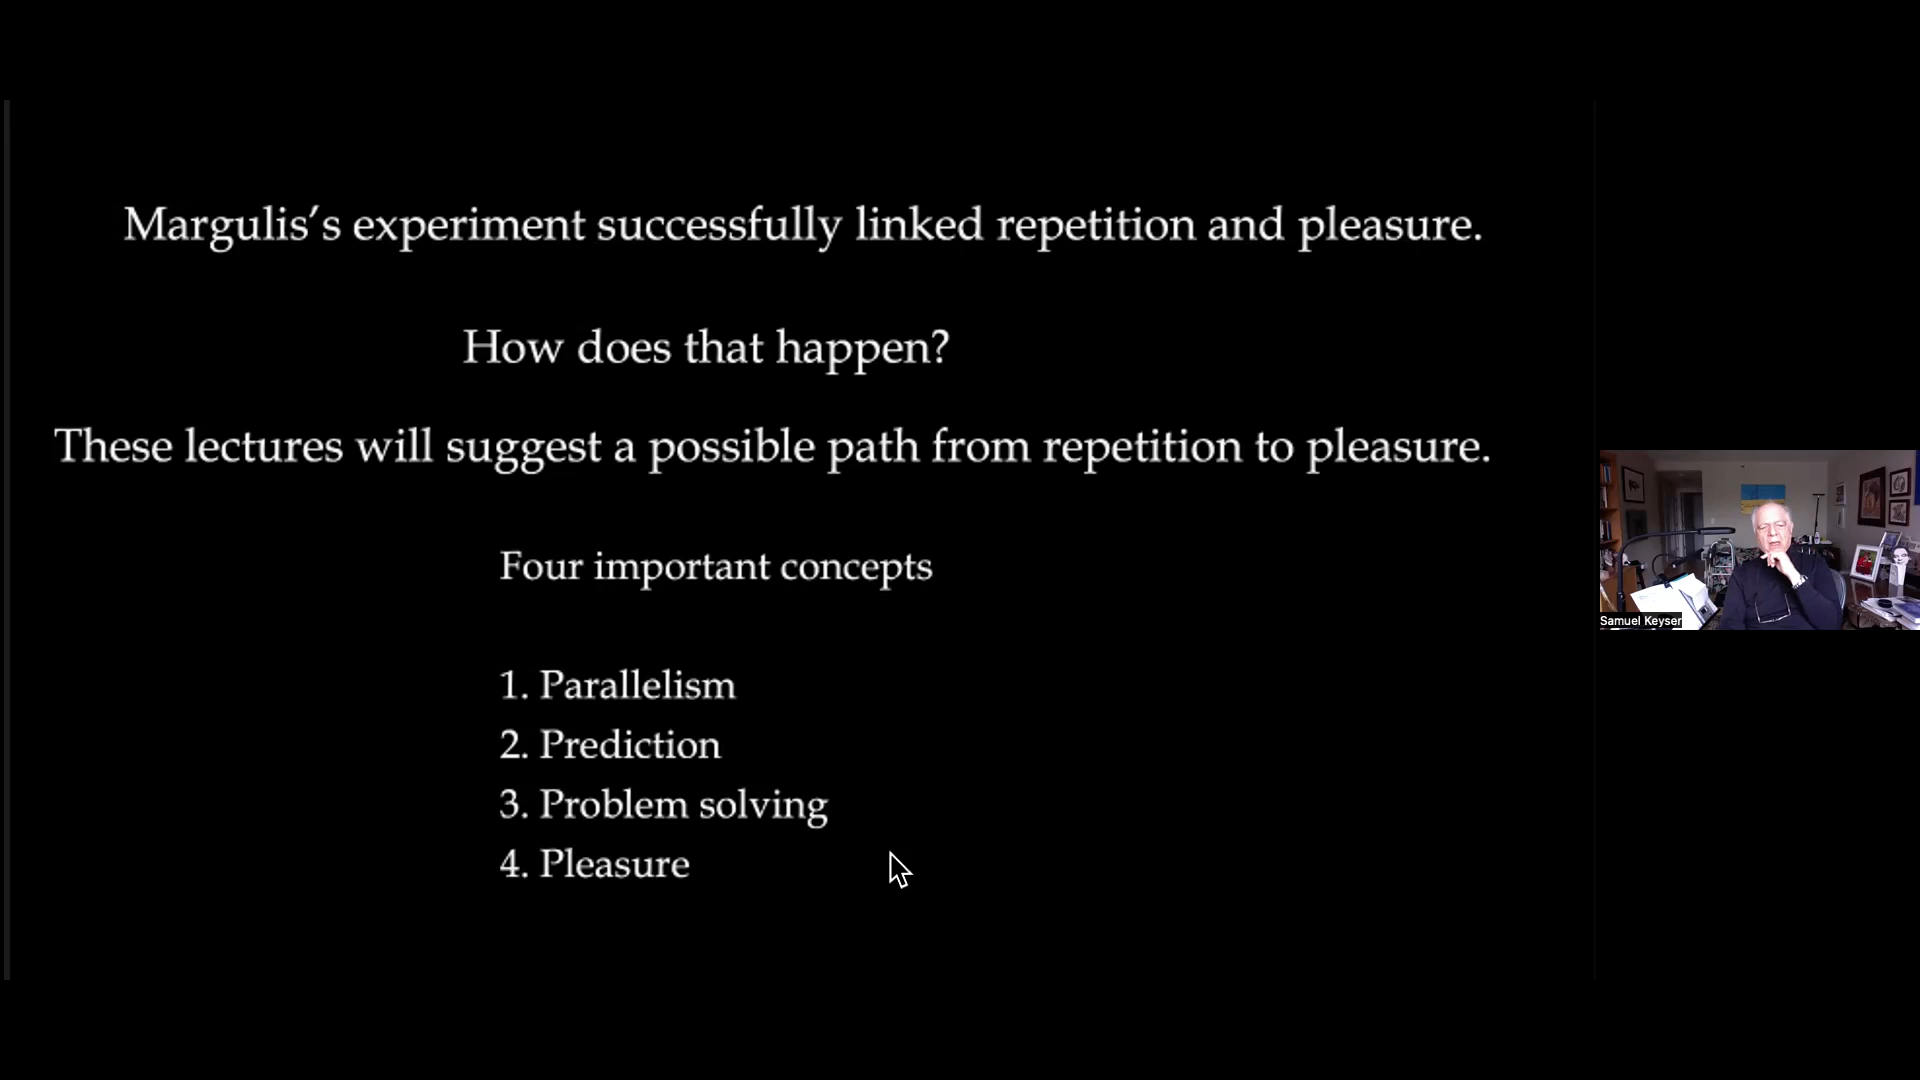 Margulis’s experiment successfully linked repetition and pleasure.
How does that happen?
These lectures will suggest a possible path from repetition to pleasure.
Four important concepts
1. Parallelism
2. Prediction
3. Problem solving
4. Pleasure
Samuel Keyser